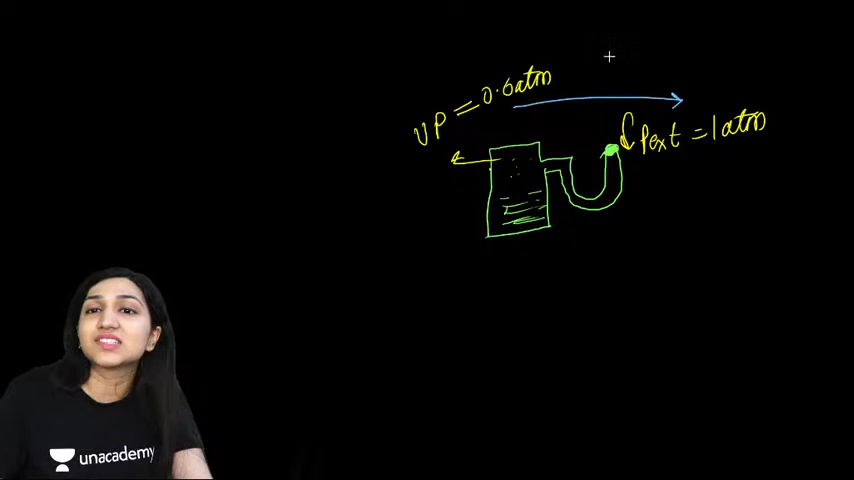 VP = 0.6atm
Pext = 1atm
unacademy